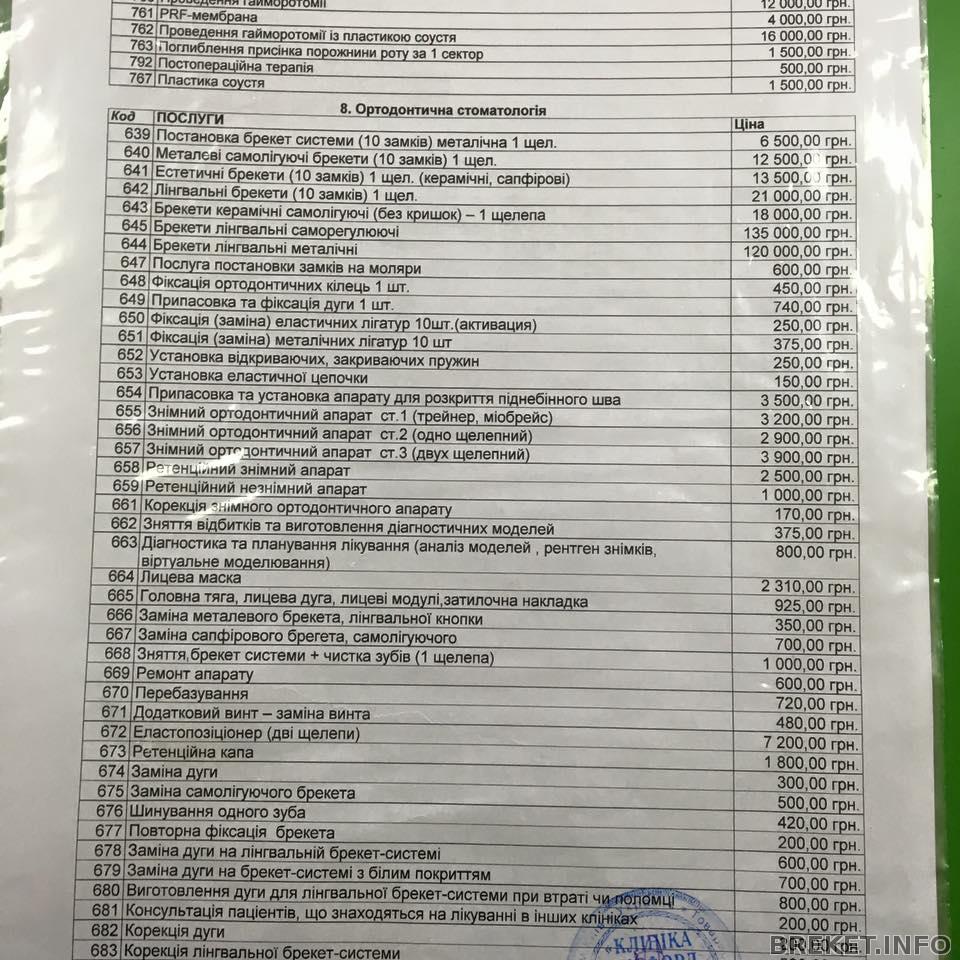 Проведення гайморотомії 12 000,00 грн.
761 PRF-мембрана 4 000,00 грн.
762 Проведення гайморотомії із пластикою соустя 16 000,00 грн.
763 Поглиблення присінка порожнини роту за 1 сектор 1 500,00 грн.
792 Постопераційна терапія 500,00 грн.
767 Пластика соустя 1 500,00 грн.
8. Ортодонтична стоматологія
Код ПОСЛУГИ Ціна
639 Постановка брекет системи (10 замків) металічна 1 щел. 6 500,00 грн.
640 Металеві самолігуючі брекети (10 замків) 1 щел. 12 500,00 грн.
641 Естетичні брекети (10 замків) 1 щел. (керамічні, сапфірові) 13 500,00 грн.
642 Лінгвальні брекети (10 замків) 1 щел. 21 000,00 грн.
643 Брекети керамічні самолігуючі (без кришок) – 1 щелепа 18 000,00 грн.
645 Брекети лінгвальні саморегулюючі 135 000,00 грн.
644 Брекети лінгвальні металічні 120 000,00 грн.
647 Послуга постановки замків на моляри 600,00 грн.
648 Фіксація ортодонтичних кілець 1 шт. 450,00 грн.
649 Припасовка та фіксація дуги 1 шт. 740,00 грн.
650 Фіксація (заміна) еластичних лігатур 10шт.(активация) 250,00 грн.
651 Фіксація (заміна) металічних лігатур 10 шт 375,00 грн.
652 Установка відкриваючих, закриваючих пружин 250,00 грн.
653 Установка еластичної цепочки 150,00 грн.
654 Припасовка та установка апарату для розкриття піднебінного шва 3 500,00 грн.
655 Знімний ортодонтичний апарат ст.1 (трейнер, міобрейс) 3 200,00 грн.
656 Знімний ортодонтичний апарат ст.2 (одно щелепний) 2 900,00 грн.
657 Знімний ортодонтичний апарат ст.3 (двух щелепний) 3 900,00 грн.
658 Ретенційний знімний апарат 2 500,00 грн.
659 Ретенційний незнімний апарат 1 000,00 грн.
661 Корекція знімного ортодонтичного апарату 170,00 грн.
662 Зняття відбитків та виготовлення діагностичних моделей 375,00 грн.
663 Діагностика та планування лікування (аналіз моделей , рентген знімків, 800,00 грн.
віртуальне моделювання)
664 Лицева маска 2 310,00 грн.
665 Головна тяга, лицева дуга, лицеві модулі,затилочна накладка 925,00 грн.
666 Заміна металевого брекета, лінгвальної кнопки 350,00 грн.
667 Заміна сапфірового брегета, самолігуючого 700,00 грн.
668 Зняття,брекет системи + чистка зубів (1 щелепа) 1 000,00 грн.
669 Ремонт апарату 600,00 грн.
670 Перебазування 720,00 грн.
671 Додатковий винт – заміна винта 480,00 грн.
672 Еластопозіціонер (дві щелепи) 7 200,00 грн.
673 Ретенційна капа 1 800,00 грн.
674 Заміна дуги 300,00 грн.
675 Заміна самолігуючого брекета 500,00 грн.
676 Шинування одного зуба 420,00 грн.
677 Повторна фіксація брекета 200,00 грн.
678 Заміна дуги на лінгвальній брекет-системі 600,00 грн.
679 Заміна дуги на брекет-системі з білим покриттям 700,00 грн.
680 Виготовлення дуги для лінгвальної брекет-системи при втраті чи поломці 800,00 грн.
681 Консультація пацієнтів, що знаходяться на лікуванні в інших клініках 200,00 грн.
682 Корекція дуги грн.
683 Корекція лінгвальної брекет-системи
"КЛІНІКА
BREKET.INFO